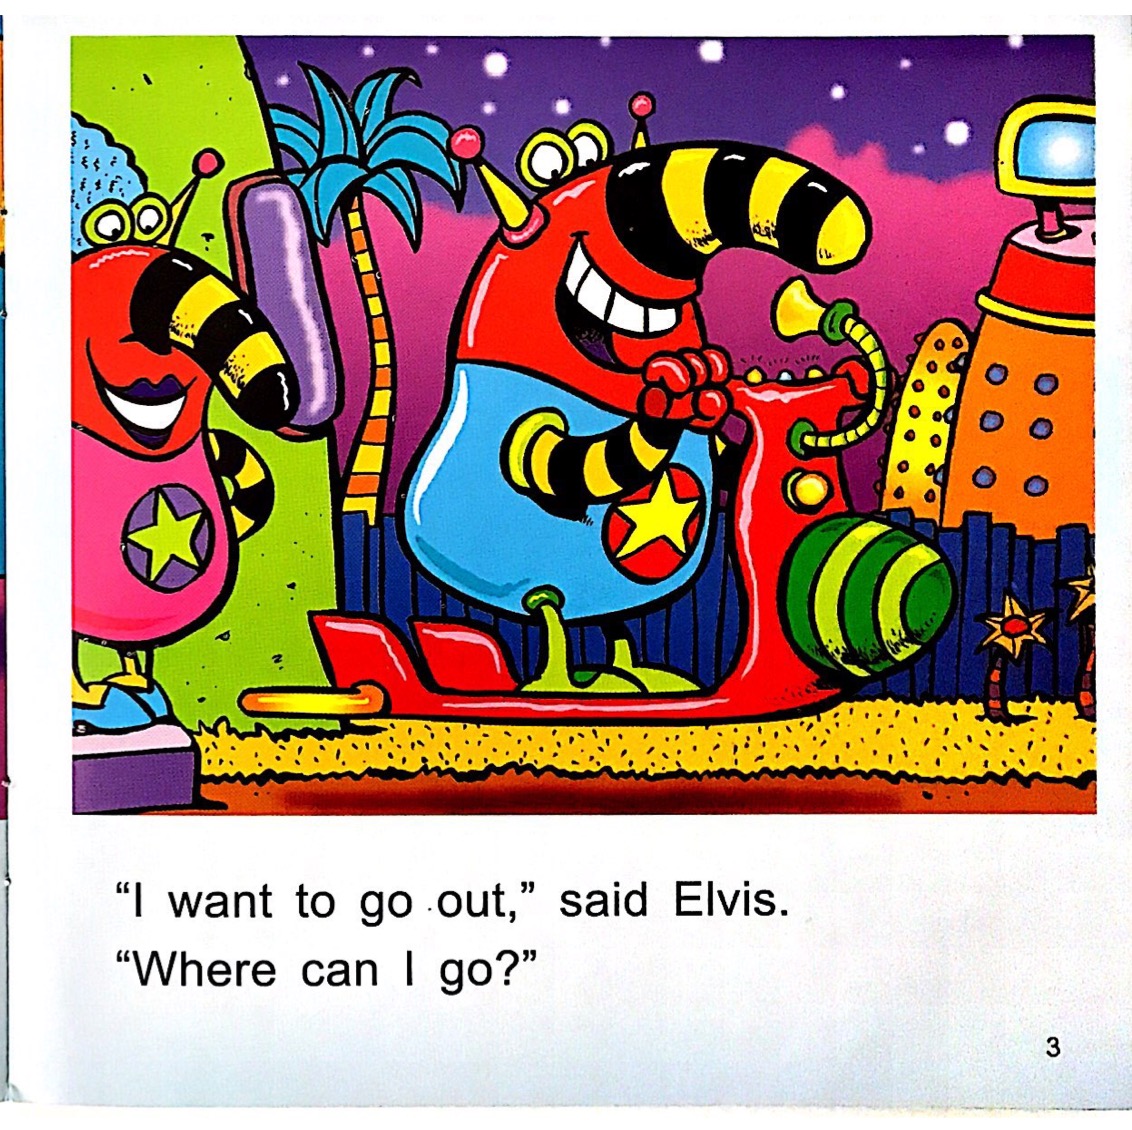 “I want to go out,” said Elvis.
“Where can I go?”
3